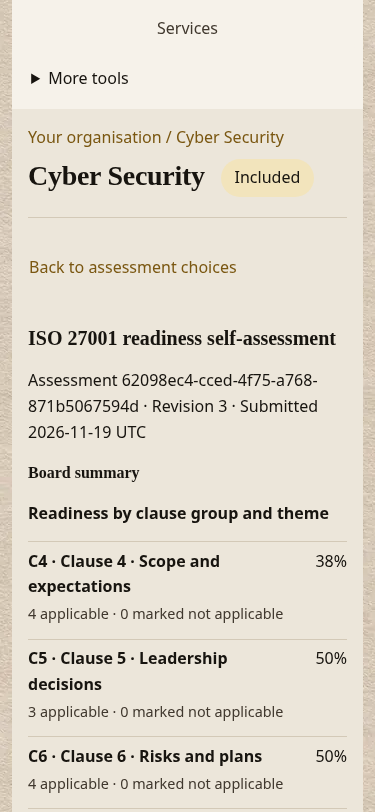 Services
▶ More tools
Your organisation / Cyber Security
Cyber Security Included
Back to assessment choices
ISO 27001 readiness self-assessment
Assessment 62098ec4-cced-4f75-a768-
871b5067594d · Revision 3 · Submitted
2026-11-19 UTC
Board summary
Readiness by clause group and theme
C4 · Clause 4 · Scope and 38%
expectations
4 applicable · 0 marked not applicable
C5 · Clause 5 · Leadership 50%
decisions
3 applicable · 0 marked not applicable
C6 · Clause 6 · Risks and plans 50%
4 applicable · 0 marked not applicable